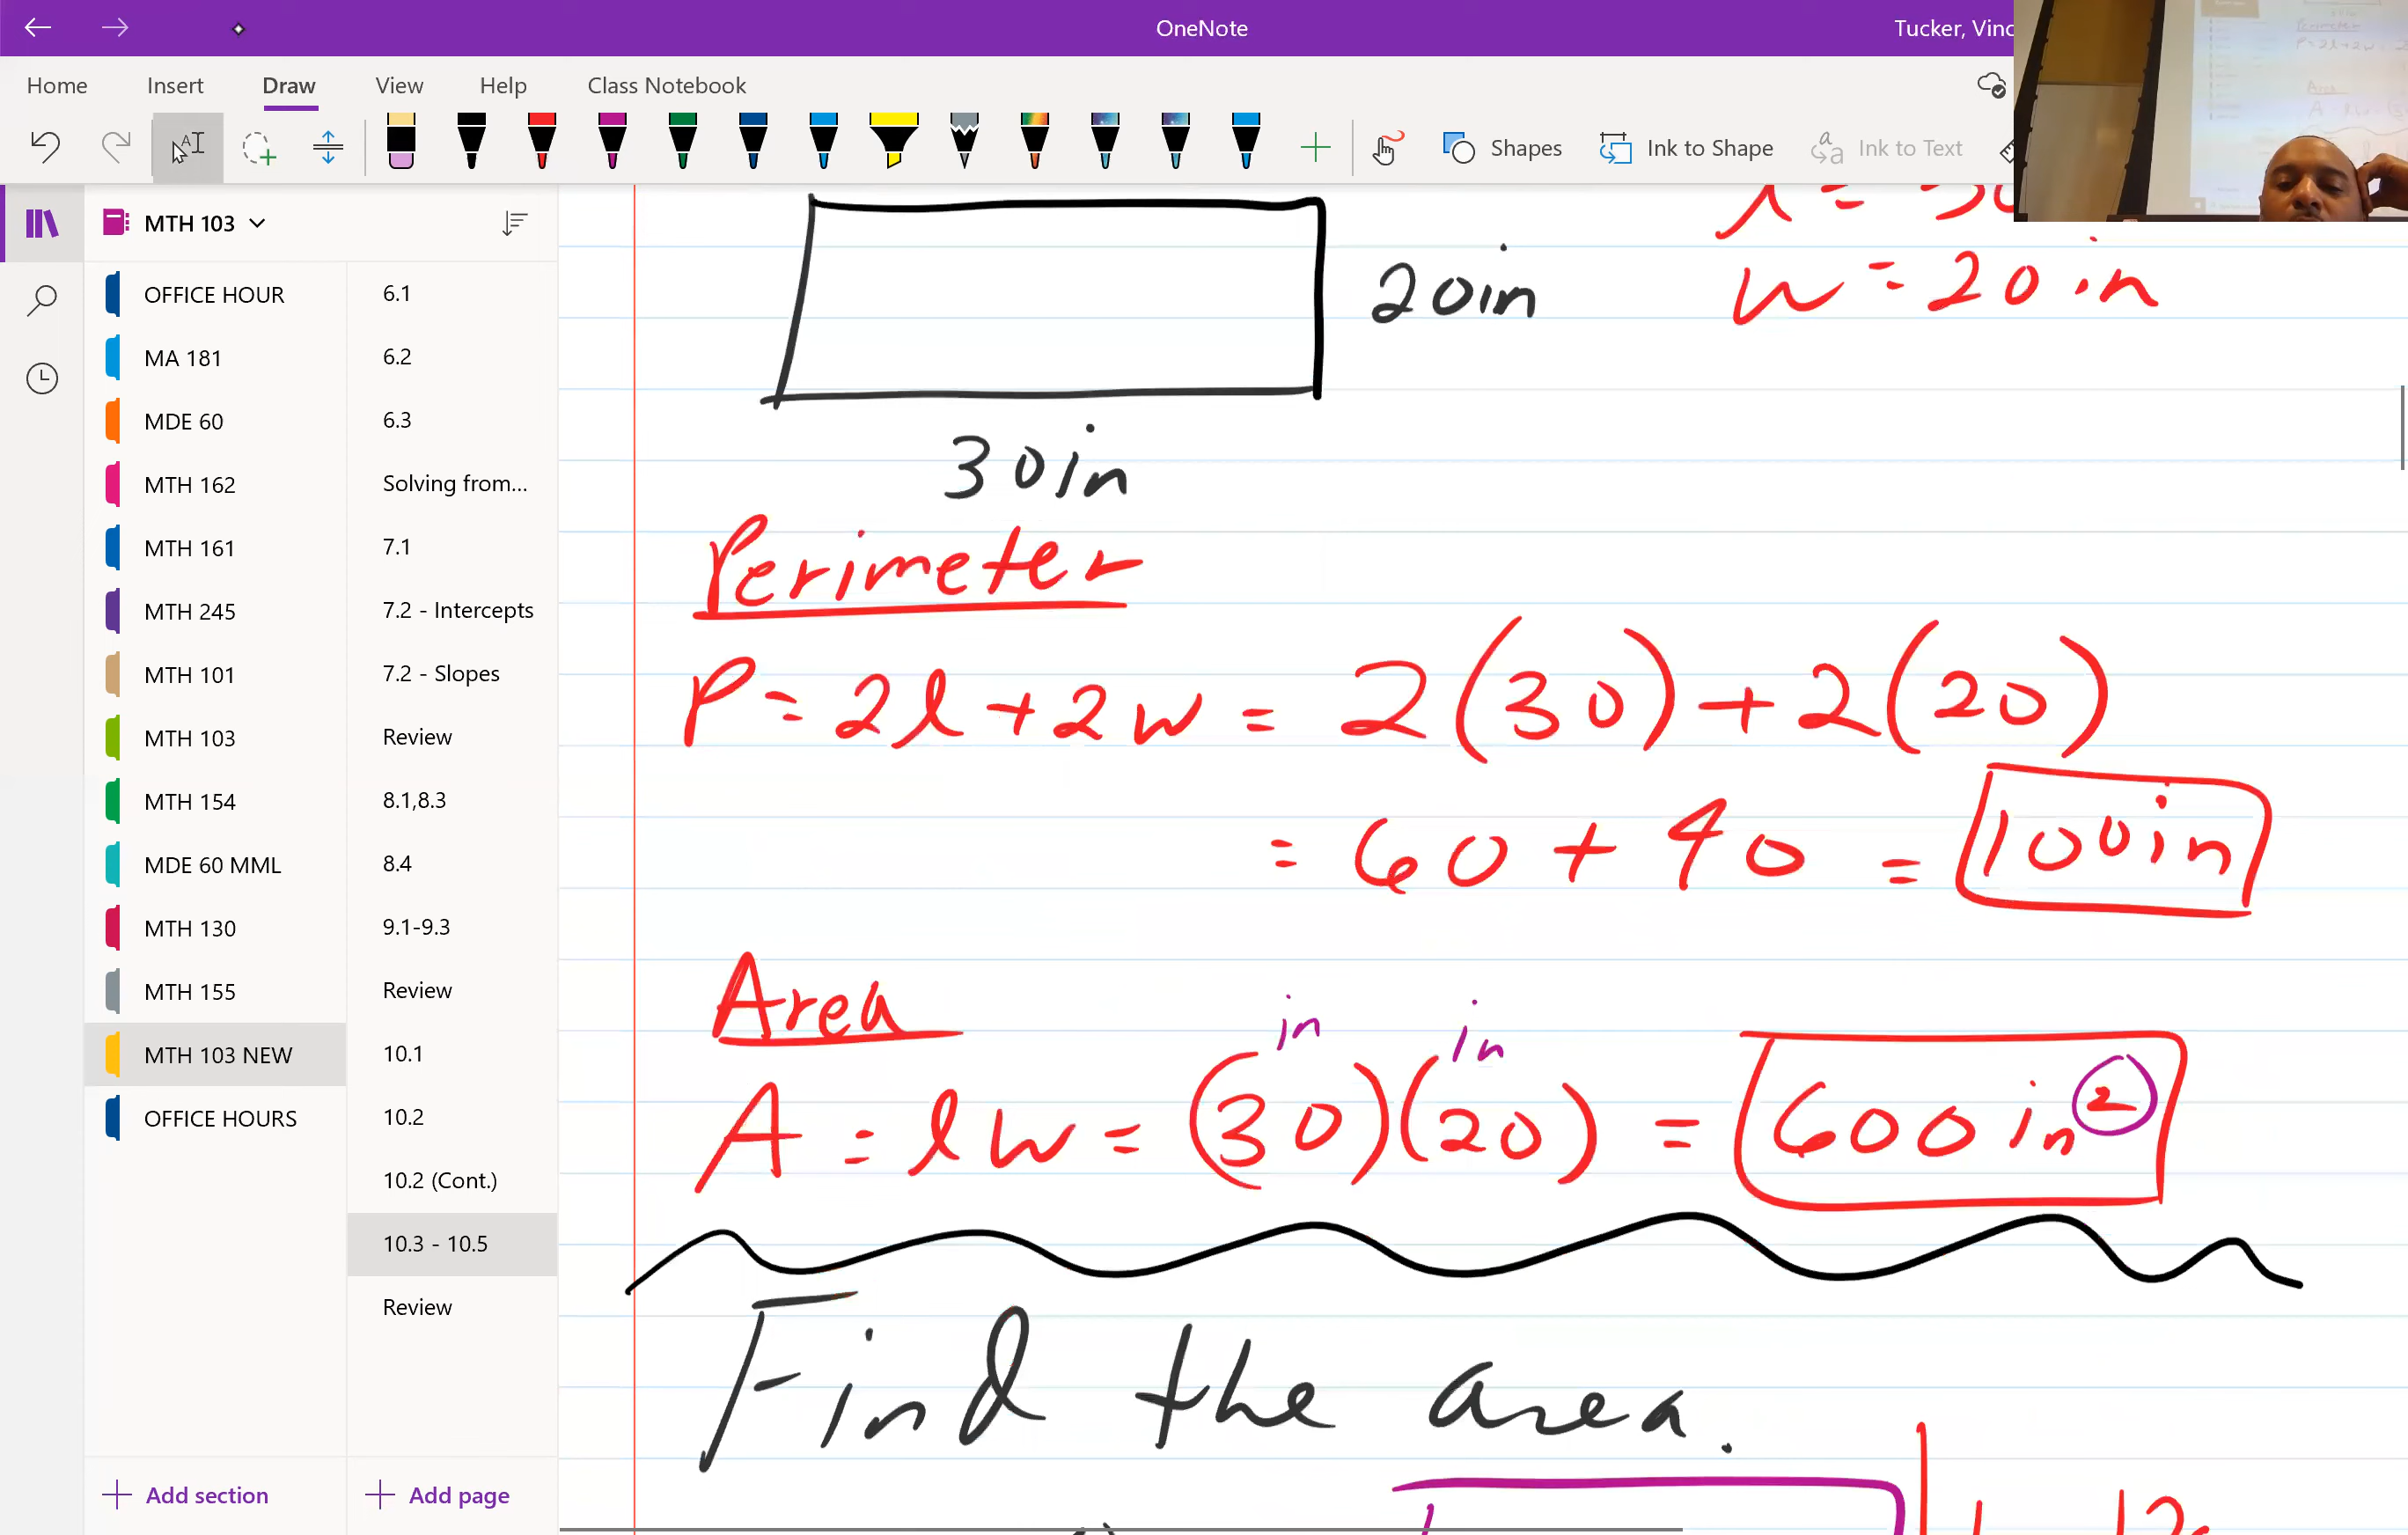 OneNote
Tucker, Vinc
Home Insert Draw View Help Class Notebook
Shapes Ink to Shape Ink to Text
MTH 103
OFFICE HOUR
MA 181
MDE 60
MTH 162
MTH 161
MTH 245
MTH 101
MTH 103
MTH 154
MDE 60 MML
MTH 130
MTH 155
MTH 103 NEW
OFFICE HOURS
Add section
6.1
6.2
6.3
Solving from...
7.1
7.2 - Intercepts
7.2 - Slopes
Review
8.1,8.3
8.4
9.1-9.3
Review
10.1
10.2
10.2 (Cont.)
10.3 - 10.5
Review
Add page
20in
w = 20 in
30in
Perimeter
P = 2l + 2w = 2(30) + 2(20)
= 60 + 40 = 100in
Area
in in
A = lw = (30)(20) = 600in²
Find the area.